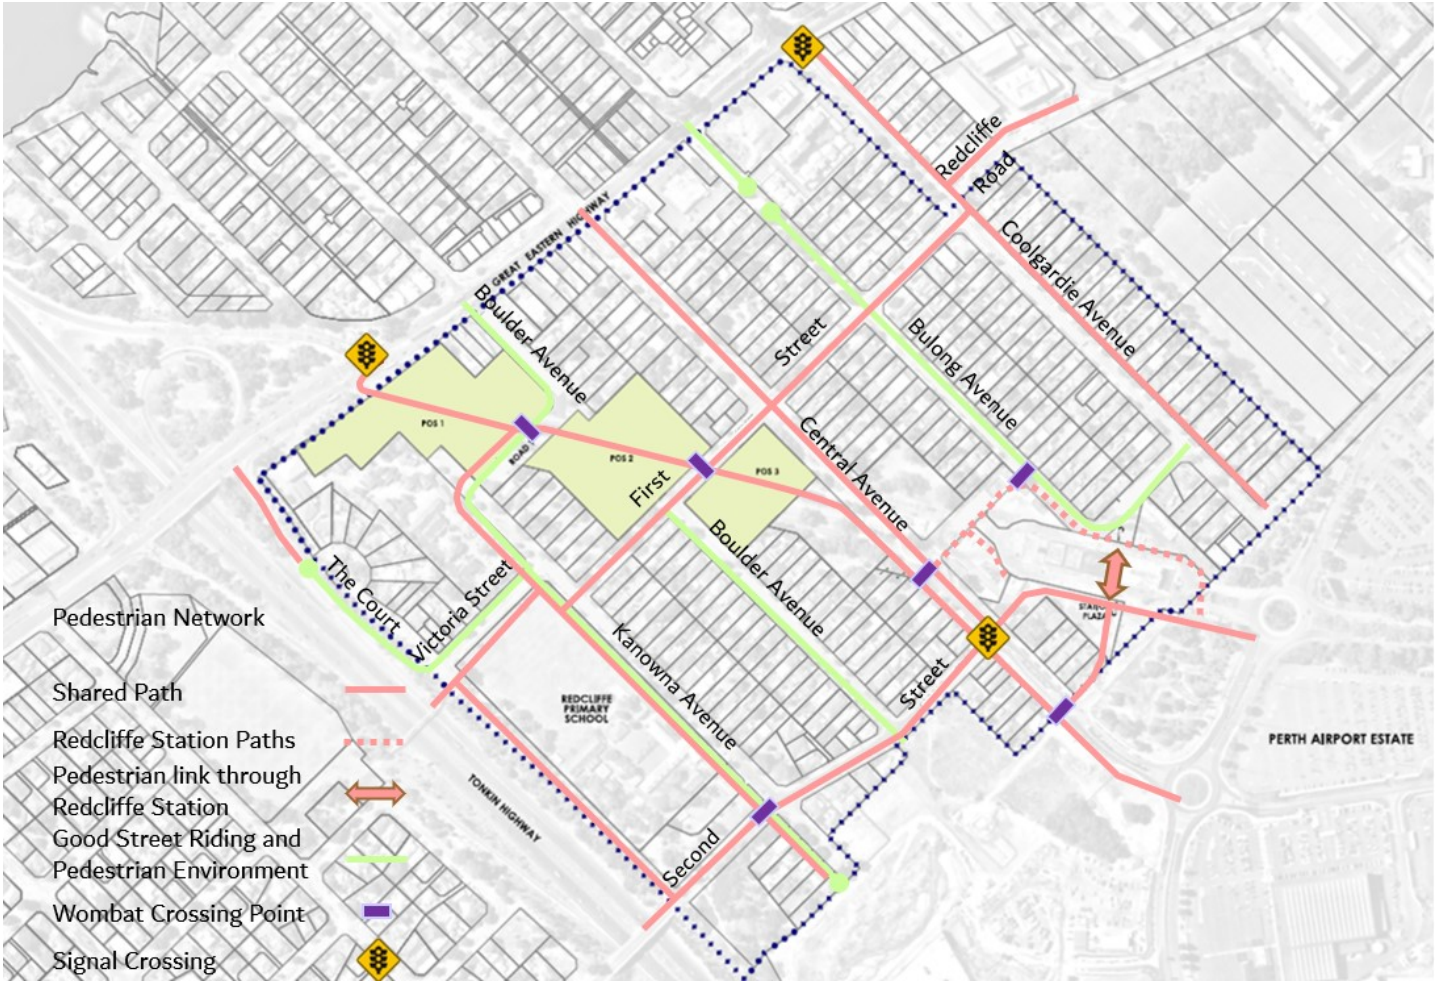 Redcliffe
Road
GREAT EASTERN HIGHWAY
Coolgardie Avenue
Boulder Avenue
Street
Bulong Avenue
POS 1
ROAD 1
POS 2
POS 3
First
Central Avenue
Boulder Avenue
The Court
Victoria Street
STATION
PLAZA
Kanowna Avenue
Street
REDCLIFFE
PRIMARY
SCHOOL
PERTH AIRPORT ESTATE
TONKIN HIGHWAY
Second
Pedestrian Network
Shared Path
Redcliffe Station Paths
Pedestrian link through
Redcliffe Station
Good Street Riding and
Pedestrian Environment
Wombat Crossing Point
Signal Crossing